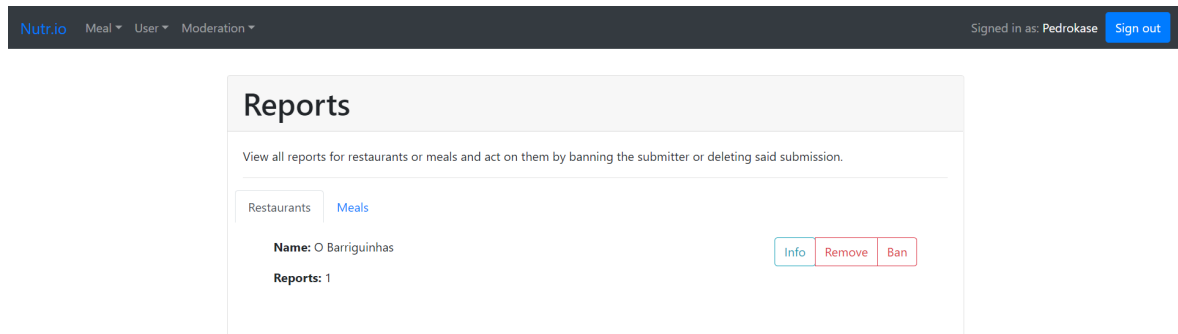 Nutr.io Meal User Moderation Signed in as: Pedrokase Sign out
Reports
View all reports for restaurants or meals and act on them by banning the submitter or deleting said submission.
Restaurants Meals
Name: O Barriguinhas Info Remove Ban
Reports: 1